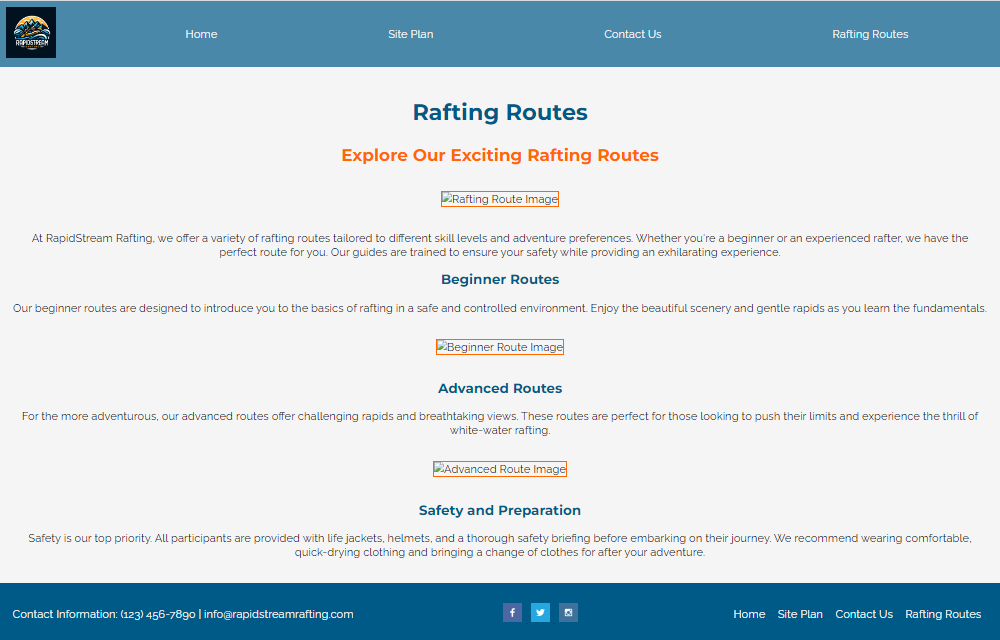 RAPIDSTREAM
Home
Site Plan
Contact Us
Rafting Routes
Rafting Routes
Explore Our Exciting Rafting Routes
Rafting Route Image
At RapidStream Rafting, we offer a variety of rafting routes tailored to different skill levels and adventure preferences. Whether you're a beginner or an experienced rafter, we have the
perfect route for you. Our guides are trained to ensure your safety while providing an exhilarating experience.
Beginner Routes
Our beginner routes are designed to introduce you to the basics of rafting in a safe and controlled environment. Enjoy the beautiful scenery and gentle rapids as you learn the fundamentals.
Beginner Route Image
Advanced Routes
For the more adventurous, our advanced routes offer challenging rapids and breathtaking views. These routes are perfect for those looking to push their limits and experience the thrill of
white-water rafting.
Advanced Route Image
Safety and Preparation
Safety is our top priority. All participants are provided with life jackets, helmets, and a thorough safety briefing before embarking on their journey. We recommend wearing comfortable,
quick-drying clothing and bringing a change of clothes for after your adventure.
Contact Information: (123) 456-7890 | info@rapidstreamrafting.com
Home
Site Plan
Contact Us
Rafting Routes